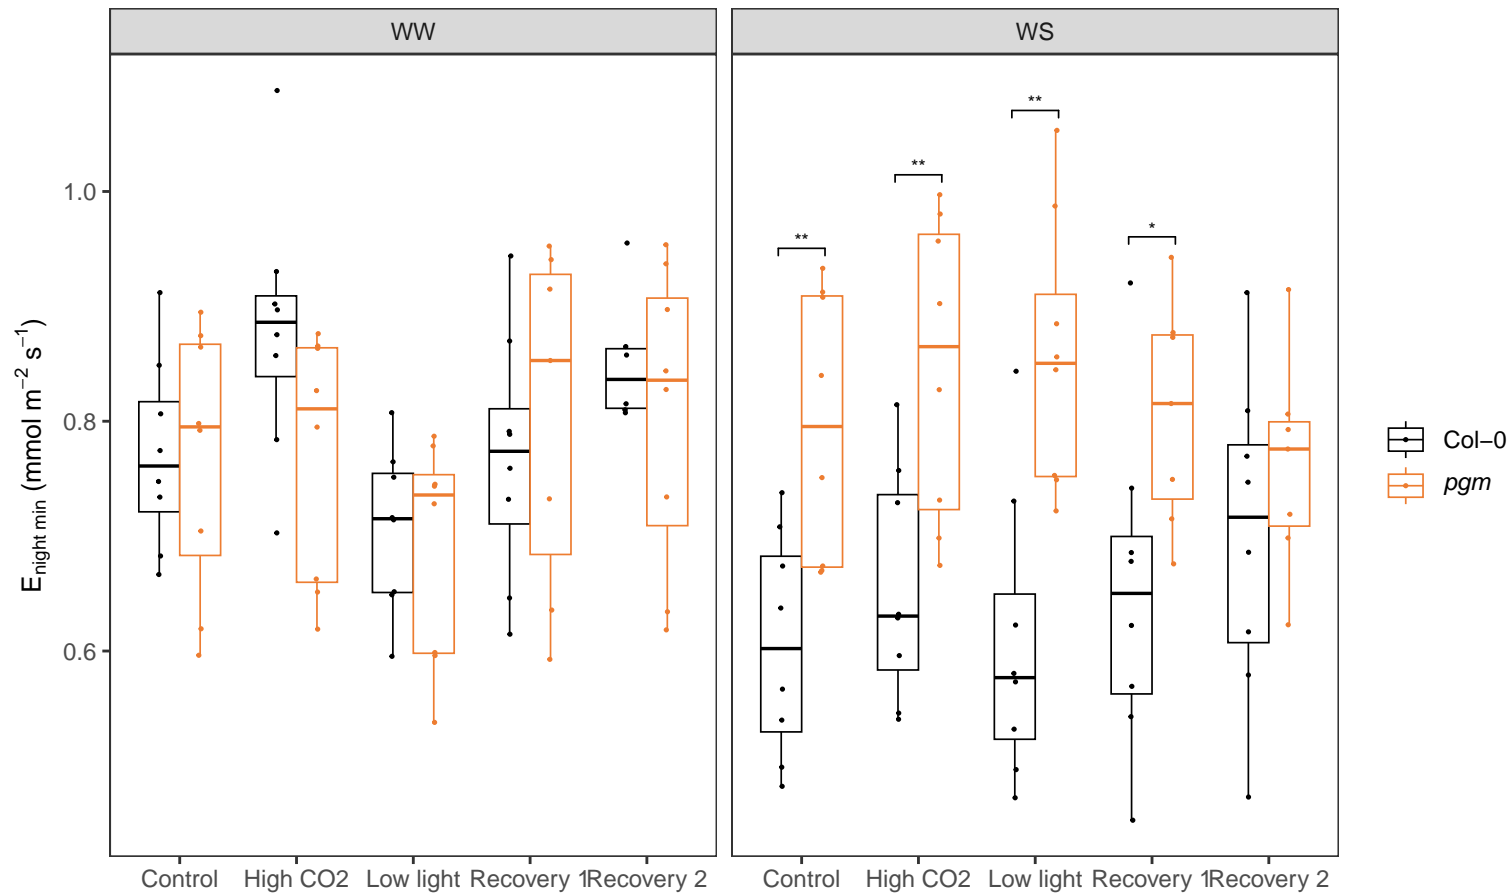 WW WS
** ** ** *
1.0
0.8
0.6
E night min (mmol m−2 s−1)
Col−0
pgm
Control High CO2 Low light Recovery 1 Recovery 2 Control High CO2 Low light Recovery 1 Recovery 2